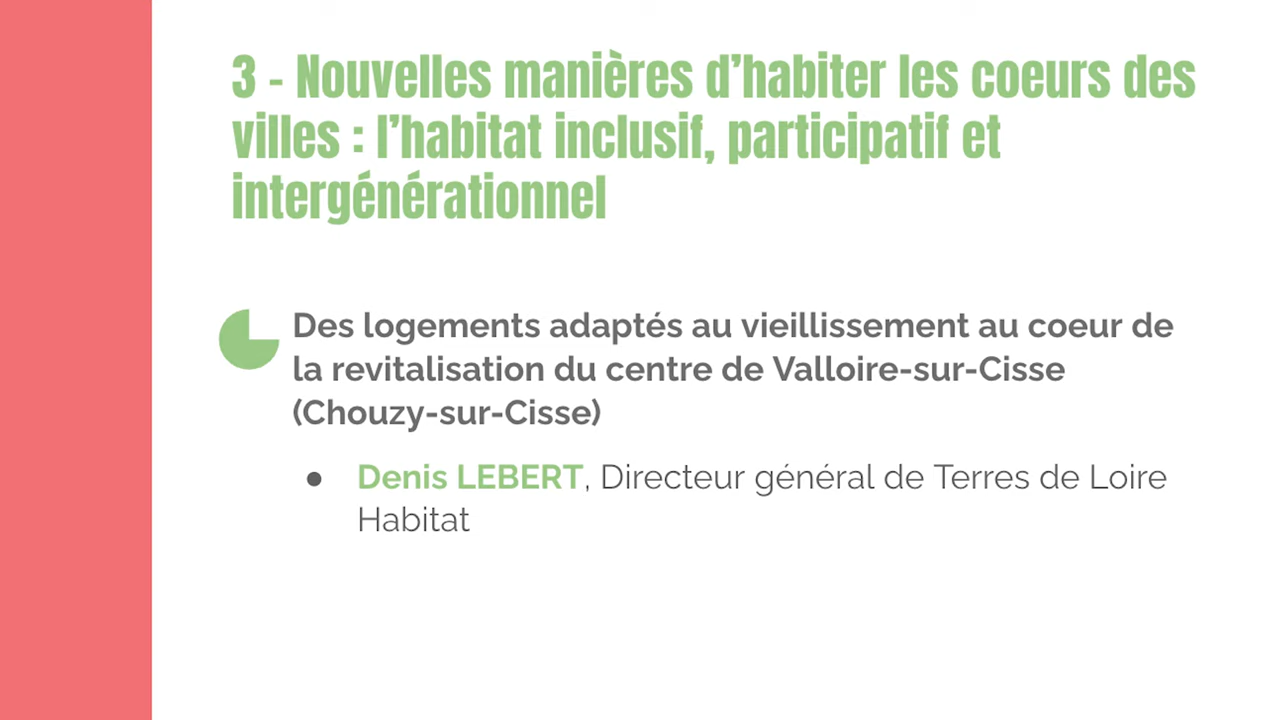 3 - Nouvelles manières d’habiter les coeurs des
villes : l’habitat inclusif, participatif et
intergénérationnel
Des logements adaptés au vieillissement au coeur de
la revitalisation du centre de Valloire-sur-Cisse
(Chouzy-sur-Cisse)
● Denis LEBERT, Directeur général de Terres de Loire
Habitat